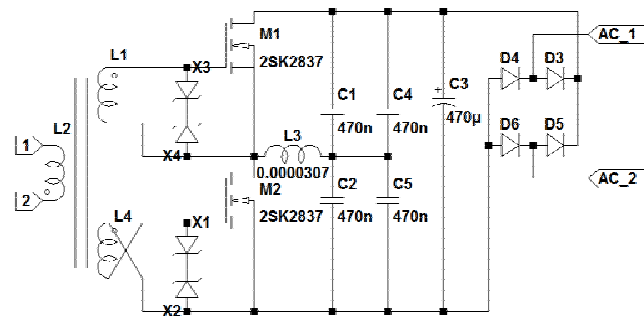 M1
2SK2837
L1
X3
L2
1
2
X4
L3
0.0000307
C1
470n
C4
470n
C3
+
470µ
D4
D3
AC_1
D6
D5
AC_2
M2
2SK2837
L4
X1
X2
C2
470n
C5
470n